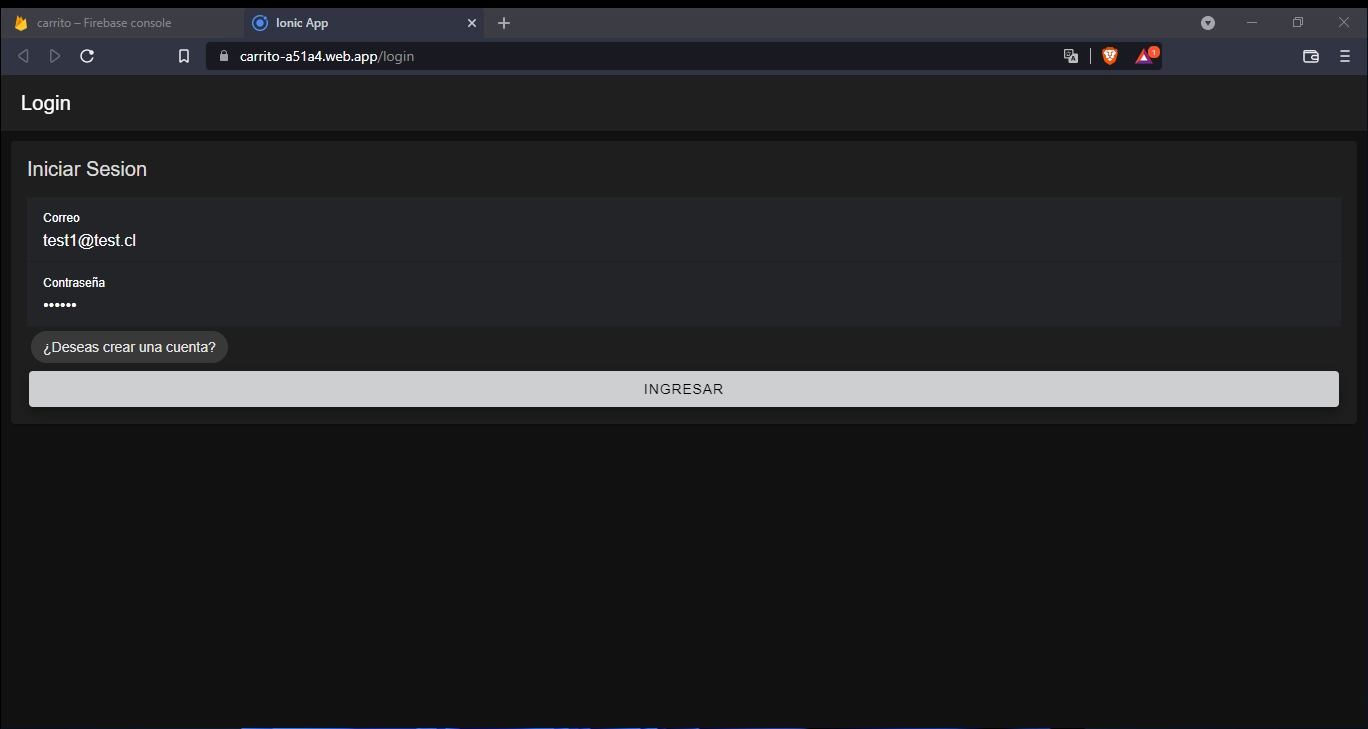 carrito – Firebase console
Ionic App
carrito-a51a4.web.app/login
1
Login
Iniciar Sesion
Correo
test1@test.cl
Contraseña
••••••
¿Deseas crear una cuenta?
INGRESAR